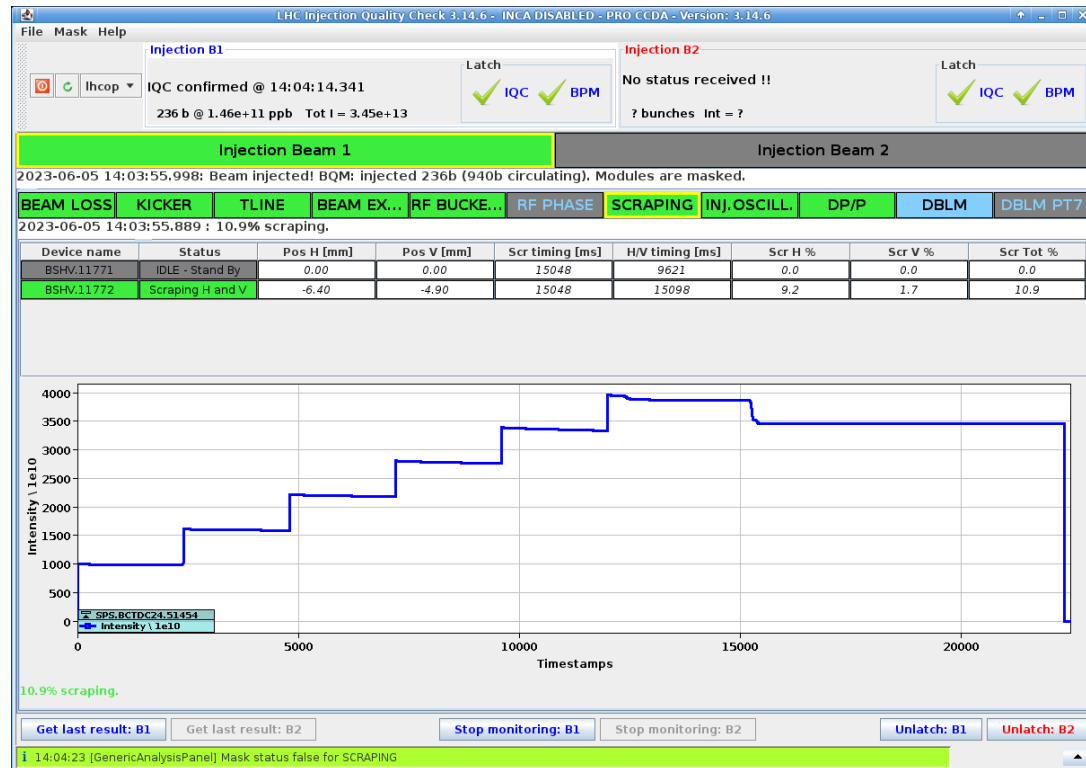 LHC Injection Quality Check 3.14.6 - INCA DISABLED - PRO CCDA - Version: 3.14.6
File Mask Help
Injection B1
lhcop
IQC confirmed @ 14:04:14.341
236 b @ 1.46e+11 ppb Tot I = 3.45e+13
Latch
IQC BPM
Injection B2
No status received !!
? bunches Int = ?
Latch
IQC BPM
Injection Beam 1 Injection Beam 2
2023-06-05 14:03:55.998: Beam injected! BQM: injected 236b (940b circulating). Modules are masked.
BEAM LOSS KICKER TLINE BEAM EX... RF BUCKE... RF PHASE SCRAPING INJ.OSCILL. DP/P DBLM DBLM PT7
2023-06-05 14:03:55.889 : 10.9% scraping.
Device name Status Pos H [mm] Pos V [mm] Scr timing [ms] H/V timing [ms] Scr H % Scr V % Scr Tot %
BSHV.11771 IDLE - Stand By 0.00 0.00 15048 9621 0.0 0.0 0.0
BSHV.11772 Scraping H and V -6.40 -4.90 15048 15098 9.2 1.7 10.9
Intensity \ 1e10
4000
3500
3000
2500
2000
1500
1000
500
0
SPS.BCTDC24.51454
Intensity \ 1e10
0 5000 10000 15000 20000
Timestamps
10.9% scraping.
Get last result: B1 Get last result: B2 Stop monitoring: B1 Stop monitoring: B2 Unlatch: B1 Unlatch: B2
i 14:04:23 [GenericAnalysisPanel] Mask status false for SCRAPING